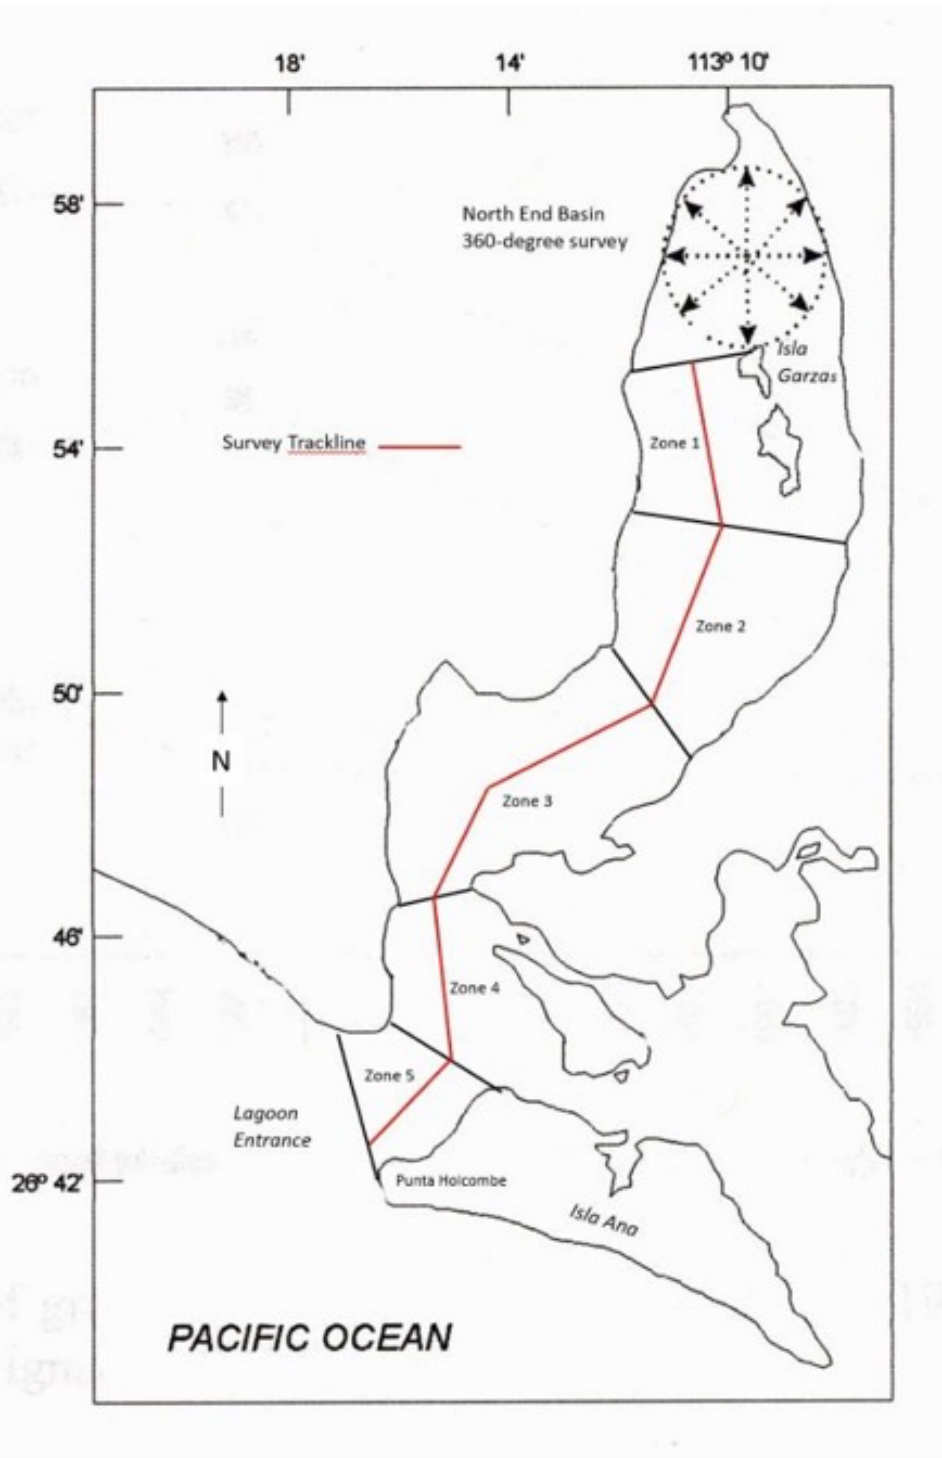 18'
14'
113º 10'
58'
North End Basin
360-degree survey
Isla
Garzas
Survey Trackline
54'
Zone 1
Zone 2
50'
N
Zone 3
46'
Zone 4
Zone 5
Lagoon
Entrance
26º 42'
Punta Holcombe
Isla Ana
PACIFIC OCEAN